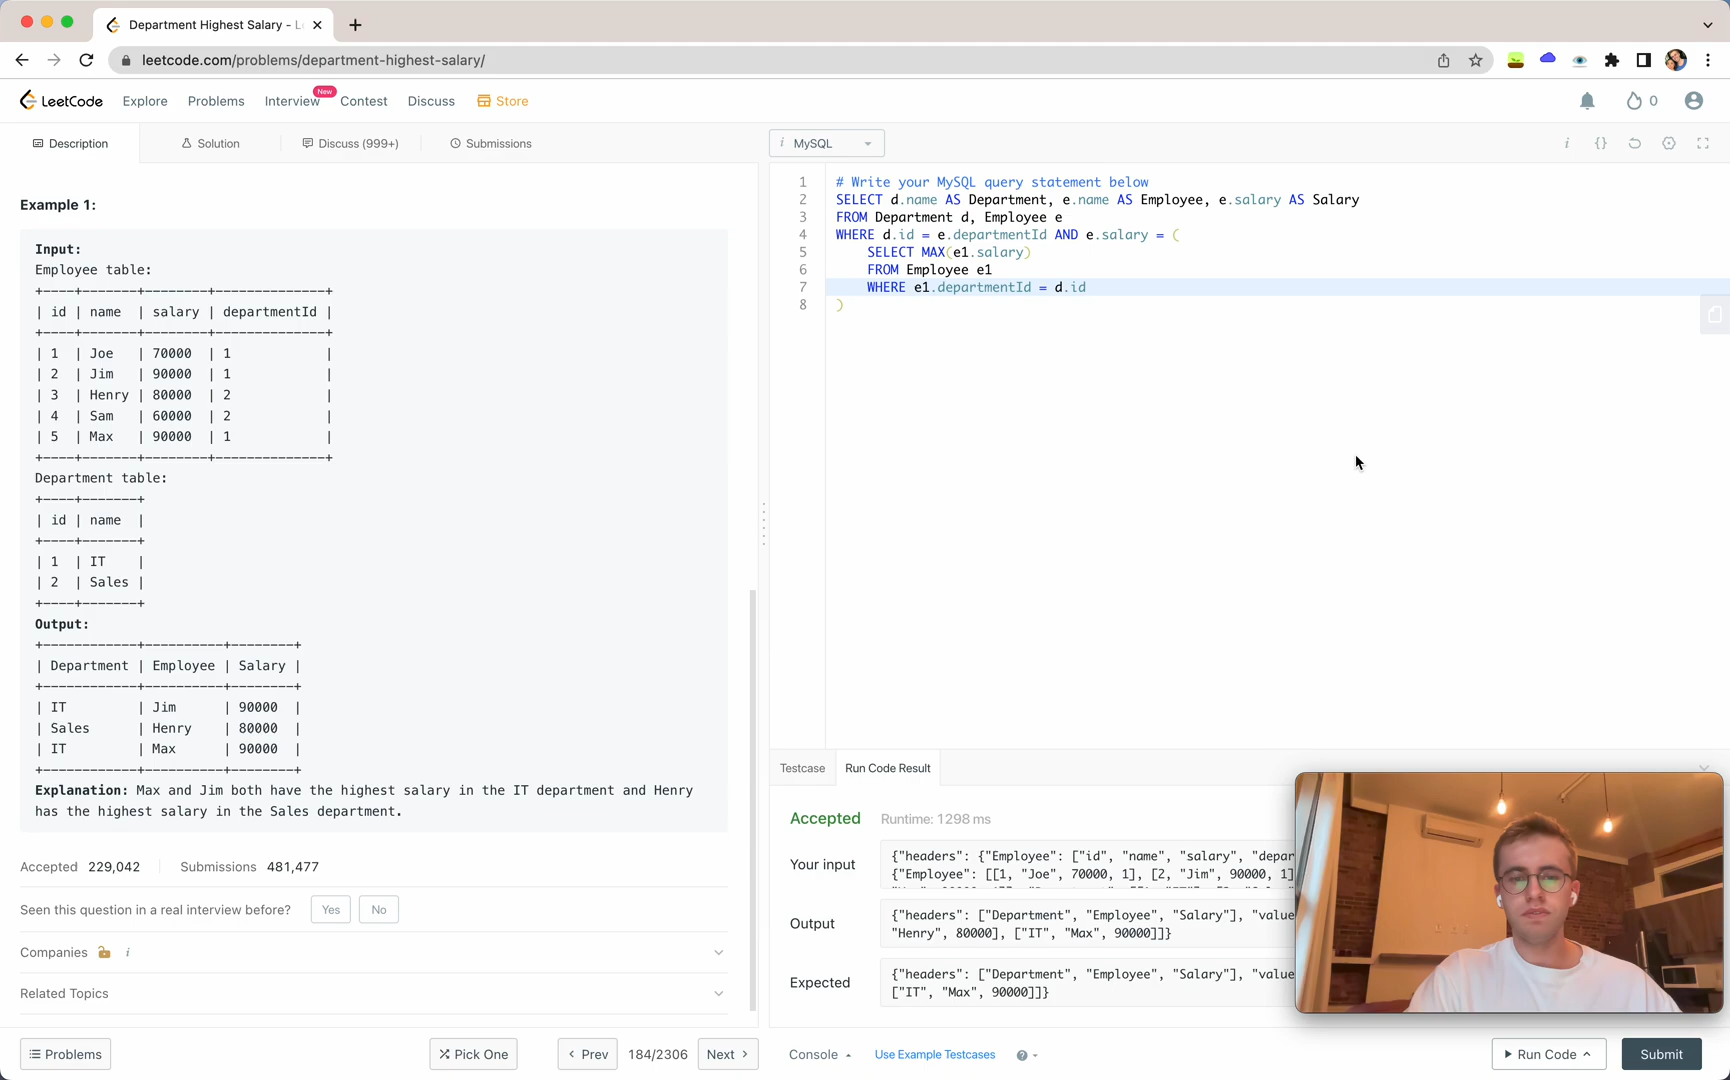 Department Highest Salary - L
leetcode.com/problems/department-highest-salary/
LeetCode
Explore
Problems
Interview
New
Contest
Discuss
Store
0
Description
Solution
Discuss (999+)
Submissions
i MySQL
i
{}
Example 1:
Input:
Employee table:
+----+-------+--------+--------------+
| id | name  | salary | departmentId |
+----+-------+--------+--------------+
| 1  | Joe   | 70000  | 1            |
| 2  | Jim   | 90000  | 1            |
| 3  | Henry | 80000  | 2            |
| 4  | Sam   | 60000  | 2            |
| 5  | Max   | 90000  | 1            |
+----+-------+--------+--------------+
Department table:
+----+-------+
| id | name  |
+----+-------+
| 1  | IT    |
| 2  | Sales |
+----+-------+
Output:
+------------+----------+--------+
| Department | Employee | Salary |
+------------+----------+--------+
| IT         | Jim      | 90000  |
| Sales      | Henry    | 80000  |
| IT         | Max      | 90000  |
+------------+----------+--------+
Explanation: Max and Jim both have the highest salary in the IT department and Henry
has the highest salary in the Sales department.
Accepted 229,042
Submissions 481,477
Seen this question in a real interview before?
Yes
No
Companies
i
Related Topics
Problems
Pick One
Prev
184/2306
Next
1 # Write your MySQL query statement below
2 SELECT d.name AS Department, e.name AS Employee, e.salary AS Salary
3 FROM Department d, Employee e
4 WHERE d.id = e.departmentId AND e.salary = (
5     SELECT MAX(e1.salary)
6     FROM Employee e1
7     WHERE e1.departmentId = d.id
8 )
Testcase
Run Code Result
Accepted
Runtime: 1298 ms
Your input
{"headers": {"Employee": ["id", "name", "salary", "depar
{"Employee": [[1, "Joe", 70000, 1], [2, "Jim", 90000, 1]
Output
{"headers": ["Department", "Employee", "Salary"], "value
"Henry", 80000], ["IT", "Max", 90000]]}
Expected
{"headers": ["Department", "Employee", "Salary"], "value
["IT", "Max", 90000]]}
Console
Use Example Testcases
?
Run Code
Submit